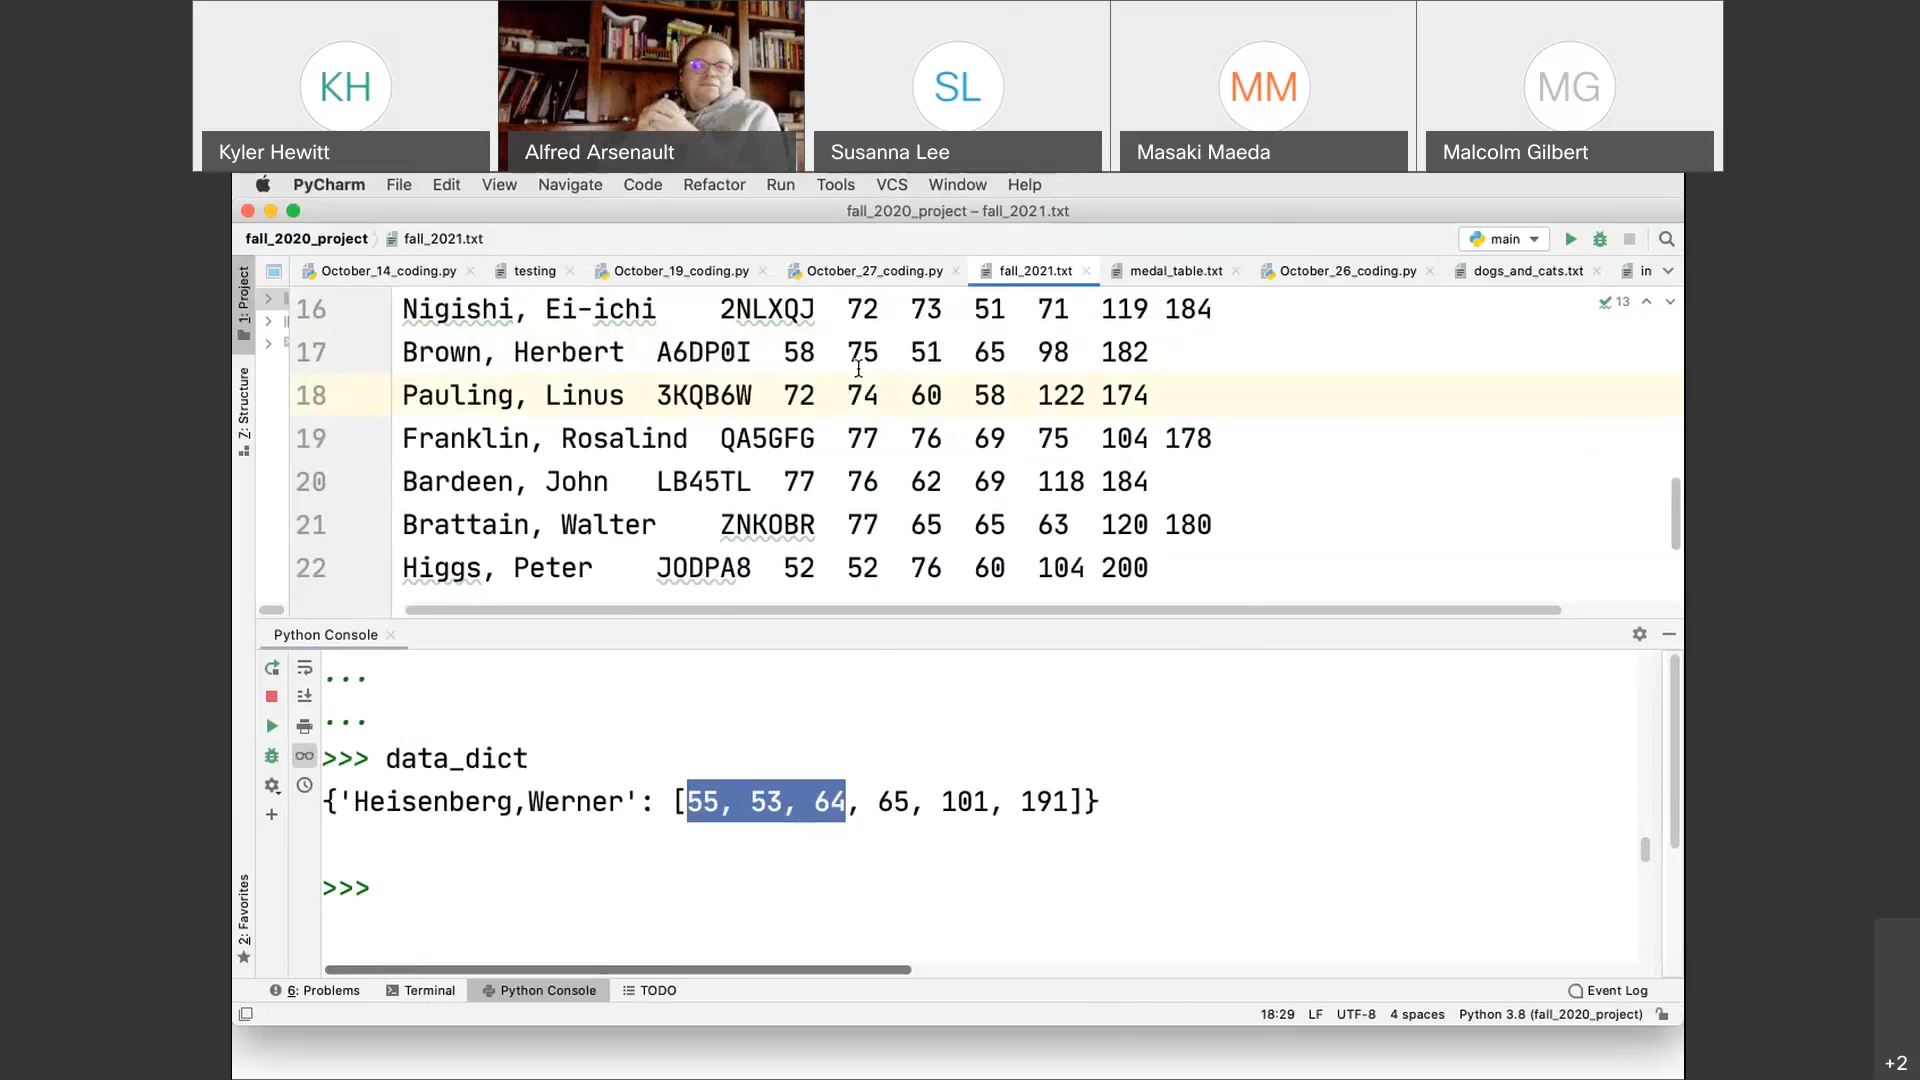 KH
SL
MM
MG
Kyler Hewitt
Alfred Arsenault
Susanna Lee
Masaki Maeda
Malcolm Gilbert
PyCharm File Edit View Navigate Code Refactor Run Tools VCS Window Help
fall_2020_project – fall_2021.txt
fall_2020_project fall_2021.txt
main
October_14_coding.py testing October_19_coding.py October_27_coding.py fall_2021.txt medal_table.txt October_26_coding.py dogs_and_cats.txt in
1: Project
Z: Structure
2: Favorites
13
16 Nigishi, Ei-ichi 2NLXQJ 72 73 51 71 119 184
17 Brown, Herbert A6DP0I 58 75 51 65 98 182
18 Pauling, Linus 3KQB6W 72 74 60 58 122 174
19 Franklin, Rosalind QA5GFG 77 76 69 75 104 178
20 Bardeen, John LB45TL 77 76 62 69 118 184
21 Brattain, Walter ZNKOBR 77 65 65 63 120 180
22 Higgs, Peter JODPA8 52 52 76 60 104 200
Python Console
...
...
>>> data_dict
{'Heisenberg,Werner': [55, 53, 64, 65, 101, 191]}
>>>
6: Problems Terminal Python Console TODO Event Log
18:29 LF UTF-8 4 spaces Python 3.8 (fall_2020_project)
+2